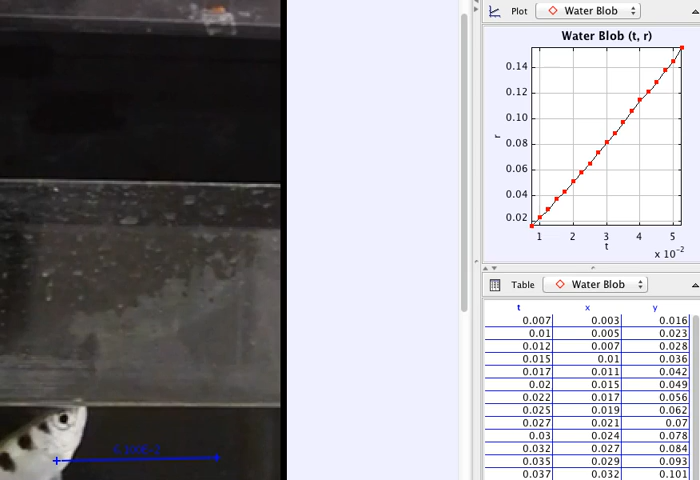 Plot Water Blob
Water Blob (t, r)
r
0.14
0.12
0.10
0.08
0.06
0.04
0.02
1 2 3 4 5
t
x 10⁻²
Table Water Blob
t x y
0.007 0.003 0.016
0.01 0.005 0.023
0.012 0.007 0.028
0.015 0.01 0.036
0.017 0.011 0.042
0.02 0.015 0.049
0.022 0.017 0.056
0.025 0.019 0.062
0.027 0.021 0.07
0.03 0.024 0.078
0.032 0.027 0.084
0.035 0.029 0.093
0.037 0.032 0.101